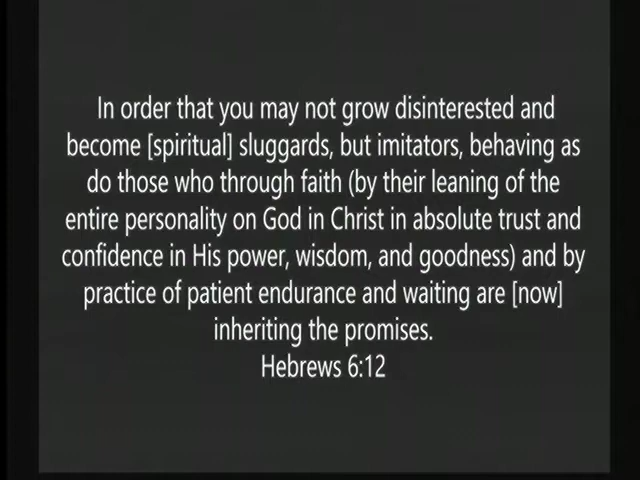 In order that you may not grow disinterested and
become [spiritual] sluggards, but imitators, behaving as
do those who through faith (by their leaning of the
entire personality on God in Christ in absolute trust and
confidence in His power, wisdom, and goodness) and by
practice of patient endurance and waiting are [now]
inheriting the promises.
Hebrews 6:12